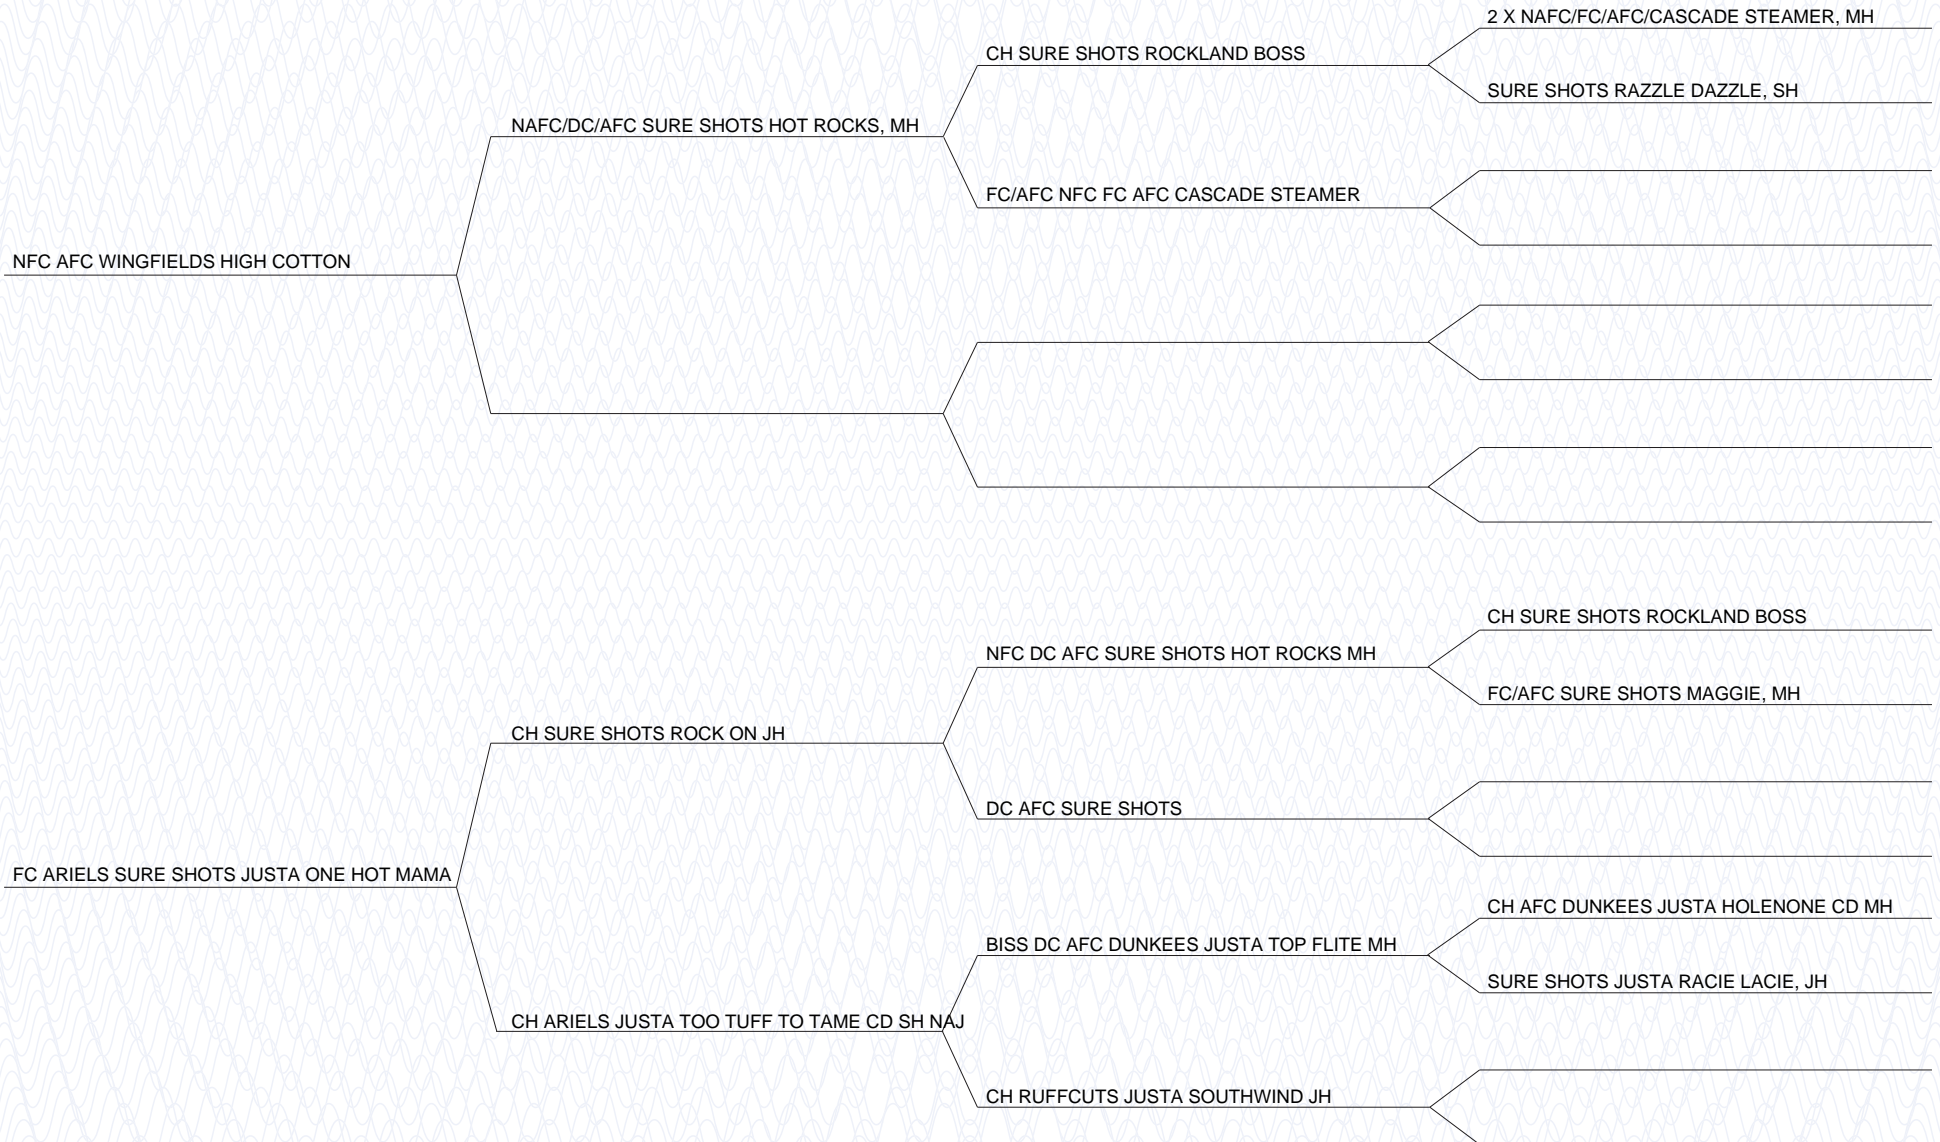 2 X NAFC/FC/AFC/CASCADE STEAMER, MH
CH SURE SHOTS ROCKLAND BOSS
SURE SHOTS RAZZLE DAZZLE, SH
NAFC/DC/AFC SURE SHOTS HOT ROCKS, MH
FC/AFC NFC FC AFC CASCADE STEAMER
NFC AFC WINGFIELDS HIGH COTTON
CH SURE SHOTS ROCKLAND BOSS
NFC DC AFC SURE SHOTS HOT ROCKS MH
FC/AFC SURE SHOTS MAGGIE, MH
CH SURE SHOTS ROCK ON JH
DC AFC SURE SHOTS
FC ARIELS SURE SHOTS JUSTA ONE HOT MAMA
CH AFC DUNKEES JUSTA HOLENONE CD MH
BISS DC AFC DUNKEES JUSTA TOP FLITE MH
SURE SHOTS JUSTA RACIE LACIE, JH
CH ARIELS JUSTA TOO TUFF TO TAME CD SH NAJ
CH RUFFCUTS JUSTA SOUTHWIND JH